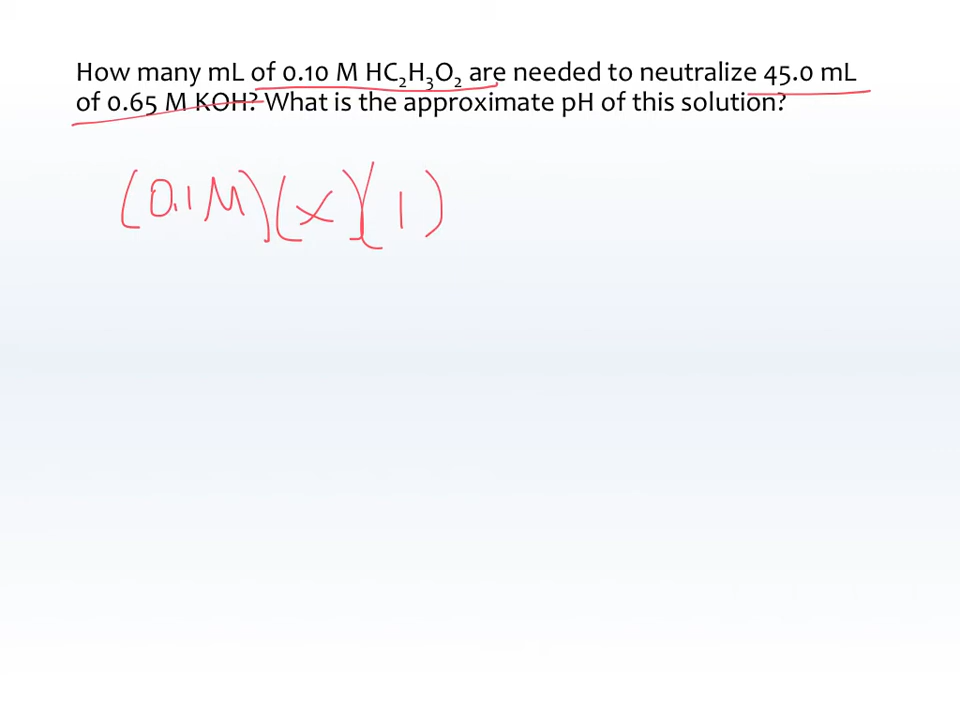 How many mL of 0.10 M HC₂H₃O₂ are needed to neutralize 45.0 mL
of 0.65 M KOH? What is the approximate pH of this solution?
(0.1M)(x)(1)